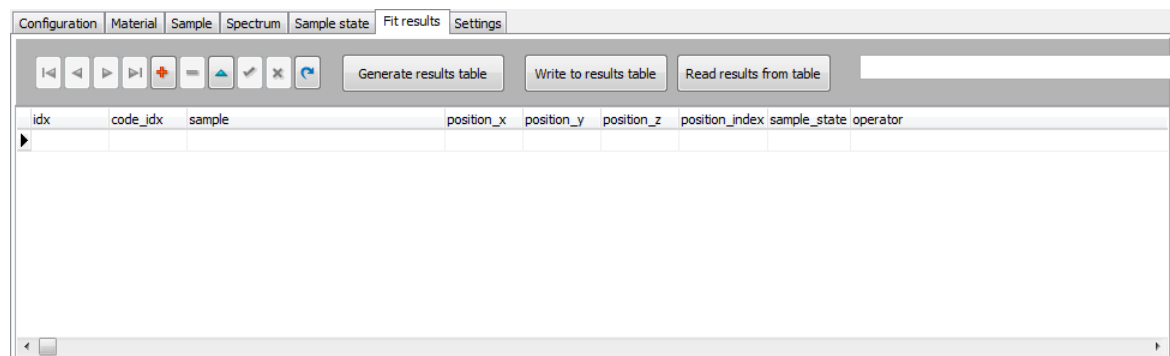 Configuration Material Sample Spectrum Sample state Fit results Settings
Generate results table Write to results table Read results from table
idx code_idx sample position_x position_y position_z position_index sample_state operator